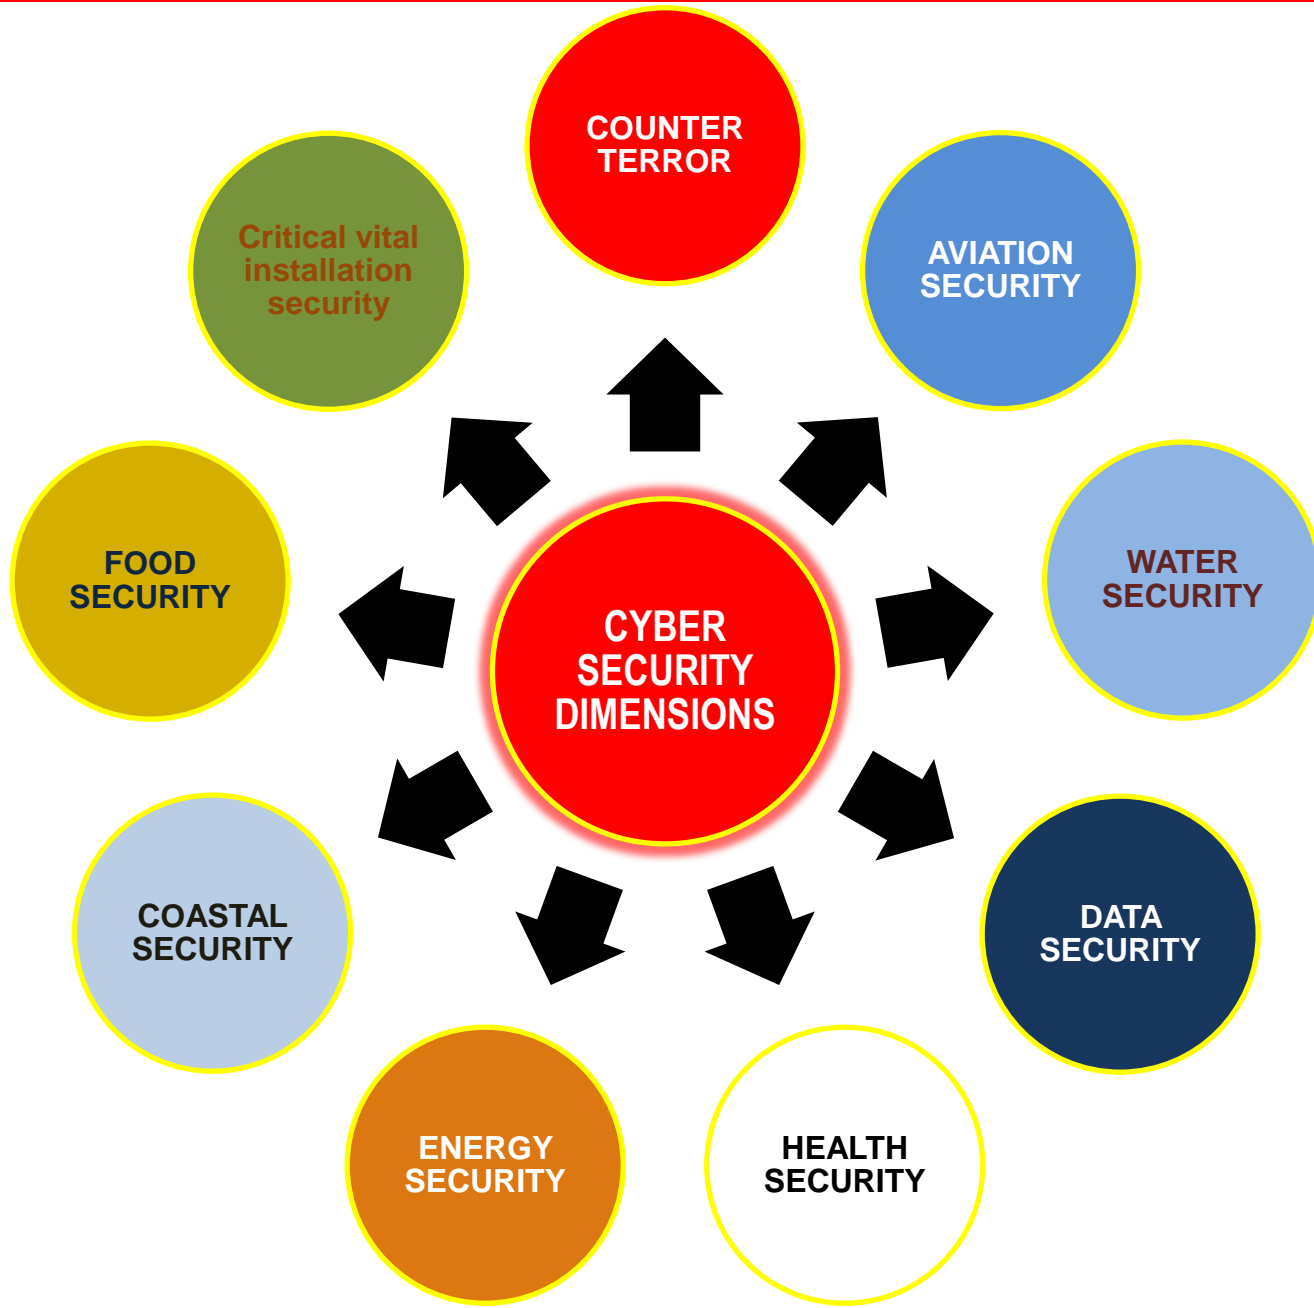 COUNTER
TERROR
AVIATION
SECURITY
WATER
SECURITY
DATA
SECURITY
HEALTH
SECURITY
ENERGY
SECURITY
COASTAL
SECURITY
FOOD
SECURITY
Critical vital
installation
security
CYBER
SECURITY
DIMENSIONS